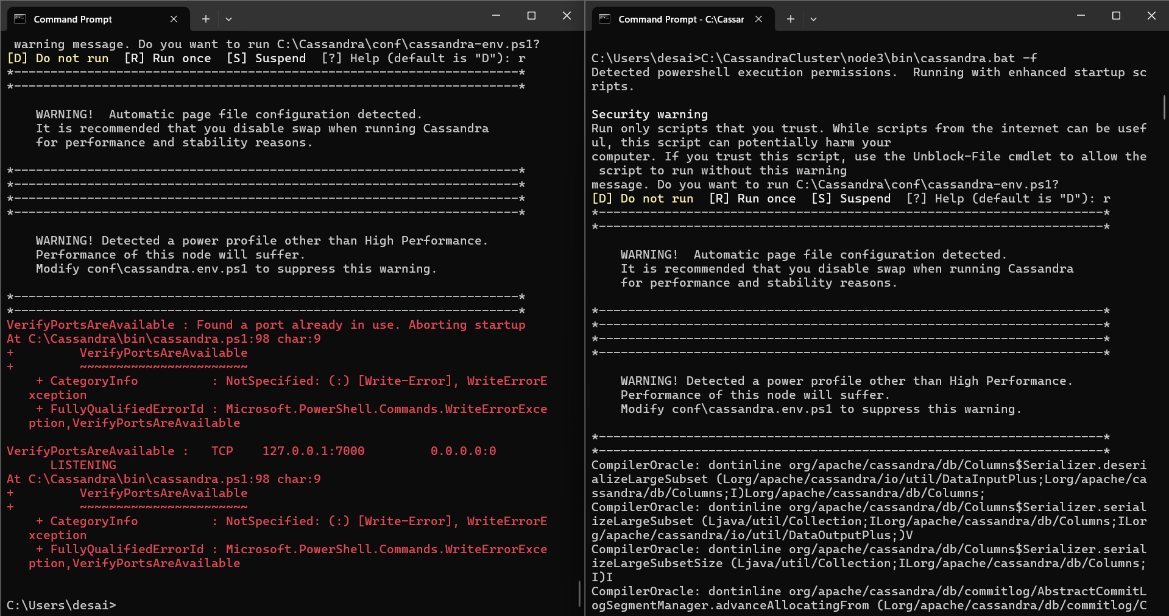 Command Prompt
 warning message. Do you want to run C:\Cassandra\conf\cassandra-env.ps1?
[D] Do not run  [R] Run once  [S] Suspend  [?] Help (default is "D"): r
*---------------------------------------------------------------------*
*---------------------------------------------------------------------*
    WARNING!  Automatic page file configuration detected.
    It is recommended that you disable swap when running Cassandra
    for performance and stability reasons.
*---------------------------------------------------------------------*
*---------------------------------------------------------------------*
*---------------------------------------------------------------------*
*---------------------------------------------------------------------*
    WARNING! Detected a power profile other than High Performance.
    Performance of this node will suffer.
    Modify conf\cassandra.env.ps1 to suppress this warning.
*---------------------------------------------------------------------*
*---------------------------------------------------------------------*
VerifyPortsAreAvailable : Found a port already in use. Aborting startup
At C:\Cassandra\bin\cassandra.ps1:98 char:9
+         VerifyPortsAreAvailable
+         ~~~~~~~~~~~~~~~~~~~~~~~
    + CategoryInfo          : NotSpecified: (:) [Write-Error], WriteErrorE
   xception
    + FullyQualifiedErrorId : Microsoft.PowerShell.Commands.WriteErrorExce
   ption,VerifyPortsAreAvailable
VerifyPortsAreAvailable :   TCP    127.0.0.1:7000         0.0.0.0:0
      LISTENING
At C:\Cassandra\bin\cassandra.ps1:98 char:9
+         VerifyPortsAreAvailable
+         ~~~~~~~~~~~~~~~~~~~~~~~
    + CategoryInfo          : NotSpecified: (:) [Write-Error], WriteErrorE
   xception
    + FullyQualifiedErrorId : Microsoft.PowerShell.Commands.WriteErrorExce
   ption,VerifyPortsAreAvailable
C:\Users\desai>
Command Prompt - C:\Cassar
C:\Users\desai>C:\CassandraCluster\node3\bin\cassandra.bat -f
Detected powershell execution permissions.  Running with enhanced startup sc
ripts.
Security warning
Run only scripts that you trust. While scripts from the internet can be usef
ul, this script can potentially harm your
computer. If you trust this script, use the Unblock-File cmdlet to allow the
 script to run without this warning
message. Do you want to run C:\Cassandra\conf\cassandra-env.ps1?
[D] Do not run  [R] Run once  [S] Suspend  [?] Help (default is "D"): r
*---------------------------------------------------------------------*
*---------------------------------------------------------------------*
    WARNING!  Automatic page file configuration detected.
    It is recommended that you disable swap when running Cassandra
    for performance and stability reasons.
*---------------------------------------------------------------------*
*---------------------------------------------------------------------*
*---------------------------------------------------------------------*
*---------------------------------------------------------------------*
    WARNING! Detected a power profile other than High Performance.
    Performance of this node will suffer.
    Modify conf\cassandra.env.ps1 to suppress this warning.
*---------------------------------------------------------------------*
*---------------------------------------------------------------------*
CompilerOracle: dontinline org/apache/cassandra/db/Columns$Serializer.deseri
alizeLargeSubset (Lorg/apache/cassandra/io/util/DataInputPlus;Lorg/apache/ca
ssandra/db/Columns;I)Lorg/apache/cassandra/db/Columns;
CompilerOracle: dontinline org/apache/cassandra/db/Columns$Serializer.serial
izeLargeSubset (Ljava/util/Collection;ILorg/apache/cassandra/db/Columns;ILor
g/apache/cassandra/io/util/DataOutputPlus;)V
CompilerOracle: dontinline org/apache/cassandra/db/Columns$Serializer.serial
izeLargeSubsetSize (Ljava/util/Collection;ILorg/apache/cassandra/db/Columns;
I)I
CompilerOracle: dontinline org/apache/cassandra/db/commitlog/AbstractCommitL
ogSegmentManager.advanceAllocatingFrom (Lorg/apache/cassandra/db/commitlog/C